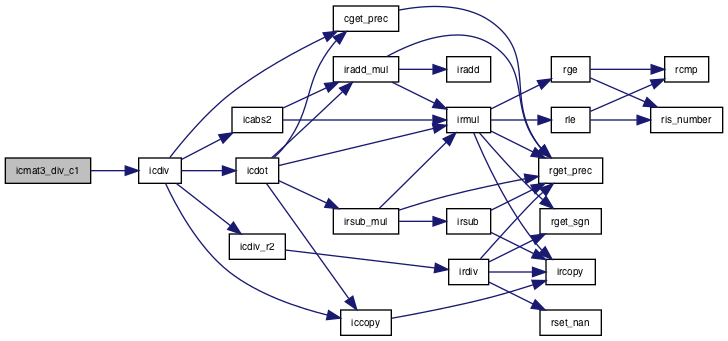 cget_prec
iradd_mul
iradd
rge
rcmp
icabs2
irmul
rle
ris_number
icmat3_div_c1
icdiv
icdot
rget_prec
irsub_mul
irsub
rget_sgn
icdiv_r2
irdiv
ircopy
iccopy
rset_nan